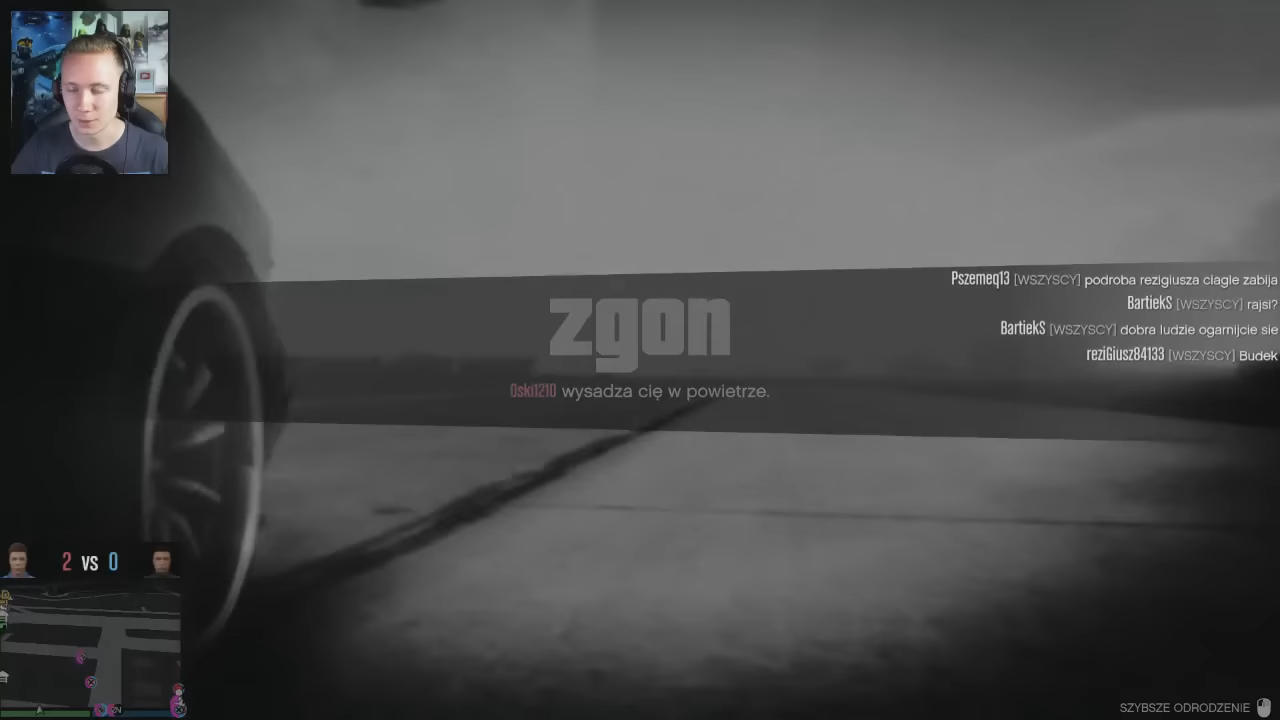 Pszemeq13 [WSZYSCY] podroba rezigiusza ciagle zabija
BartiekS [WSZYSCY] rajsi?
BartiekS [WSZYSCY] dobra ludzie ogarnijcie sie
reziGiusz84133 [WSZYSCY] Budek
zgon
Oski1210 wysadza cię w powietrze.
2 vs 0
SZYBSZE ODRODZENIE